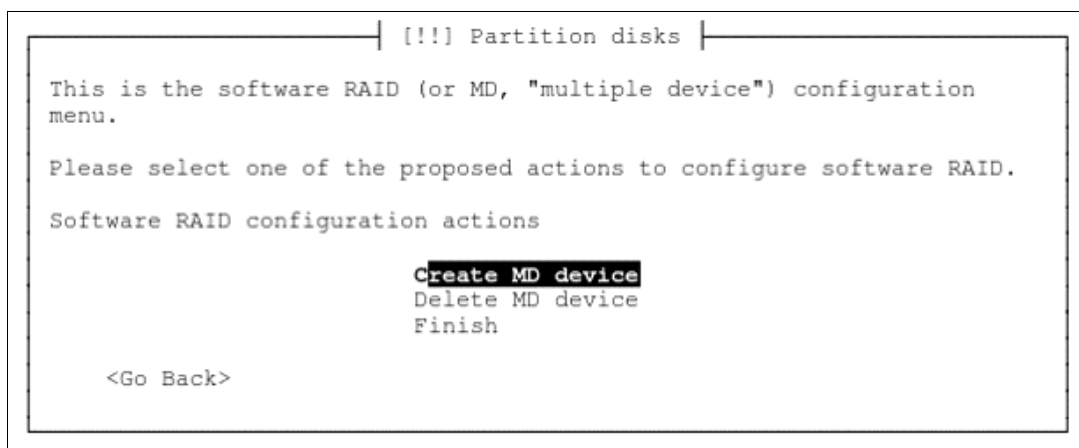 [!!] Partition disks
This is the software RAID (or MD, "multiple device") configuration
menu.
Please select one of the proposed actions to configure software RAID.
Software RAID configuration actions
Create MD device
Delete MD device
Finish
<Go Back>